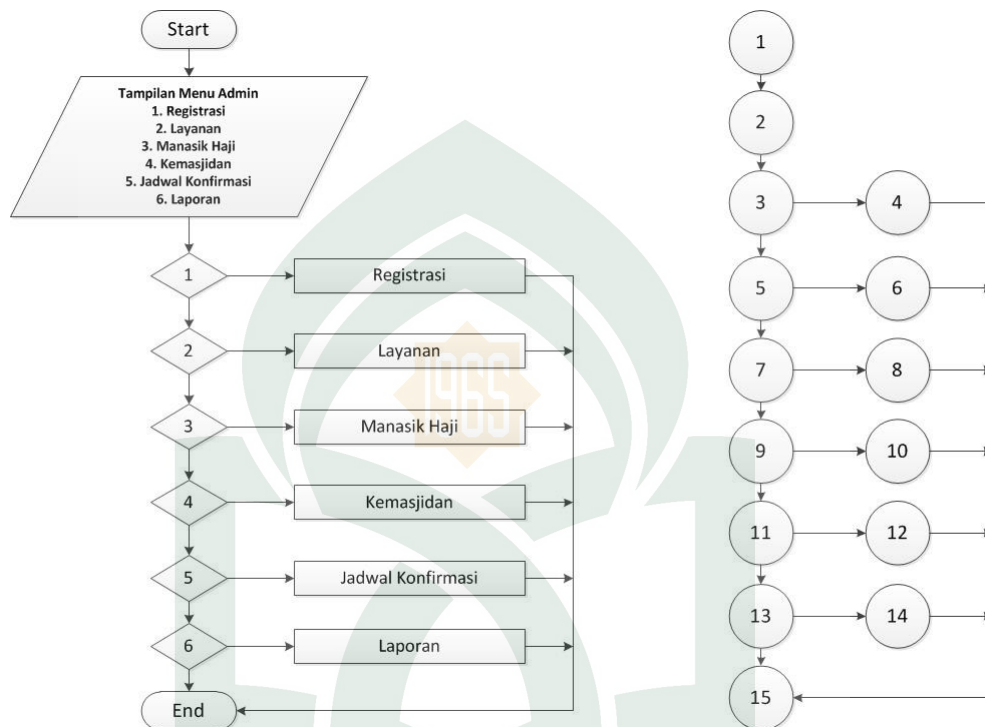 Start
Tampilan Menu Admin
1. Registrasi
2. Layanan
3. Manasik Haji
4. Kemasjidan
5. Jadwal Konfirmasi
6. Laporan
1
Registrasi
2
Layanan
3
Manasik Haji
4
Kemasjidan
5
Jadwal Konfirmasi
6
Laporan
End
1965
1
2
3
4
5
6
7
8
9
10
11
12
13
14
15